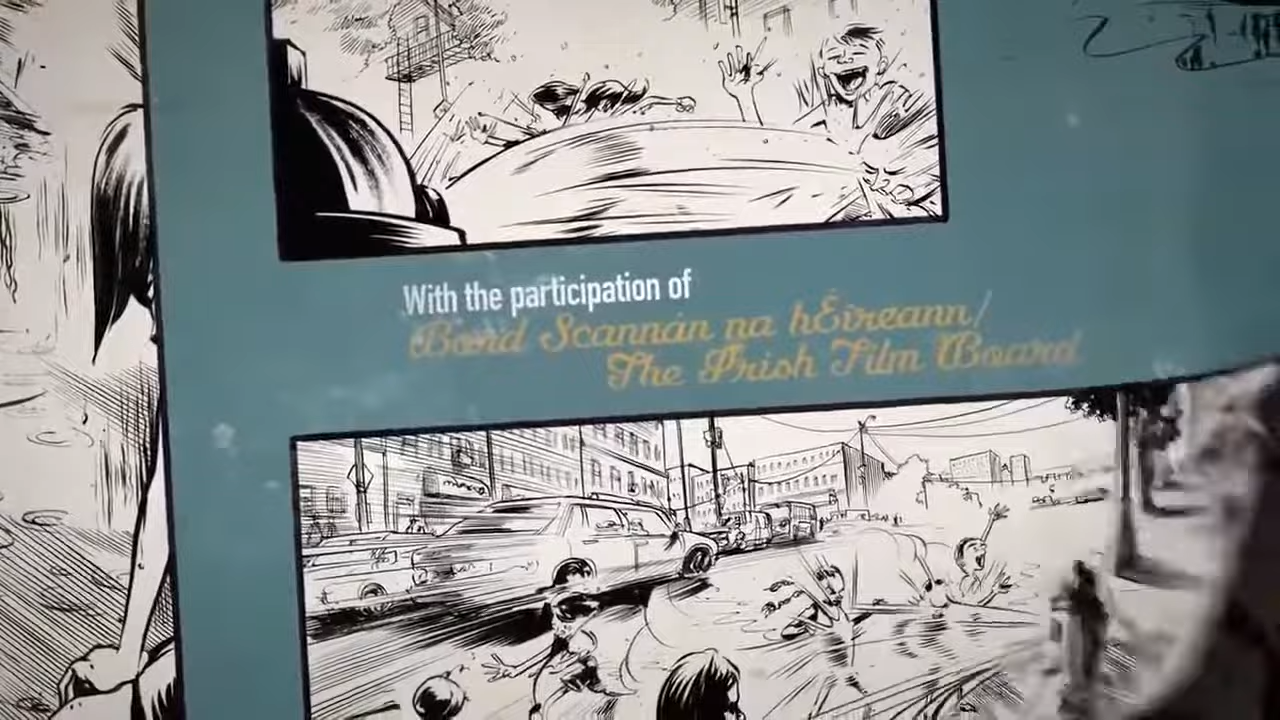 With the participation of
Bord Scannán na hÉireann/
The Irish Film Board